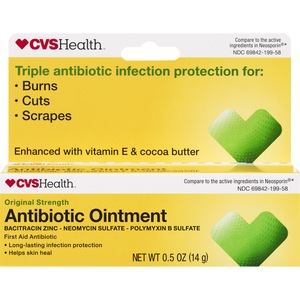 CVSHealth.
Compare to the active
ingredients in Neosporin®*
NDC 69842-199-58
Triple antibiotic infection protection for:
• Burns
• Cuts
• Scrapes
Enhanced with vitamin E & cocoa butter
CVSHealth.
Compare to the active ingredients in Neosporin®*
NDC 69842-199-58
Original Strength
Antibiotic Ointment
BACITRACIN ZINC - NEOMYCIN SULFATE - POLYMYXIN B SULFATE
First Aid Antibiotic
• Long-lasting infection protection
• Helps skin heal
NET WT 0.5 OZ (14 g)